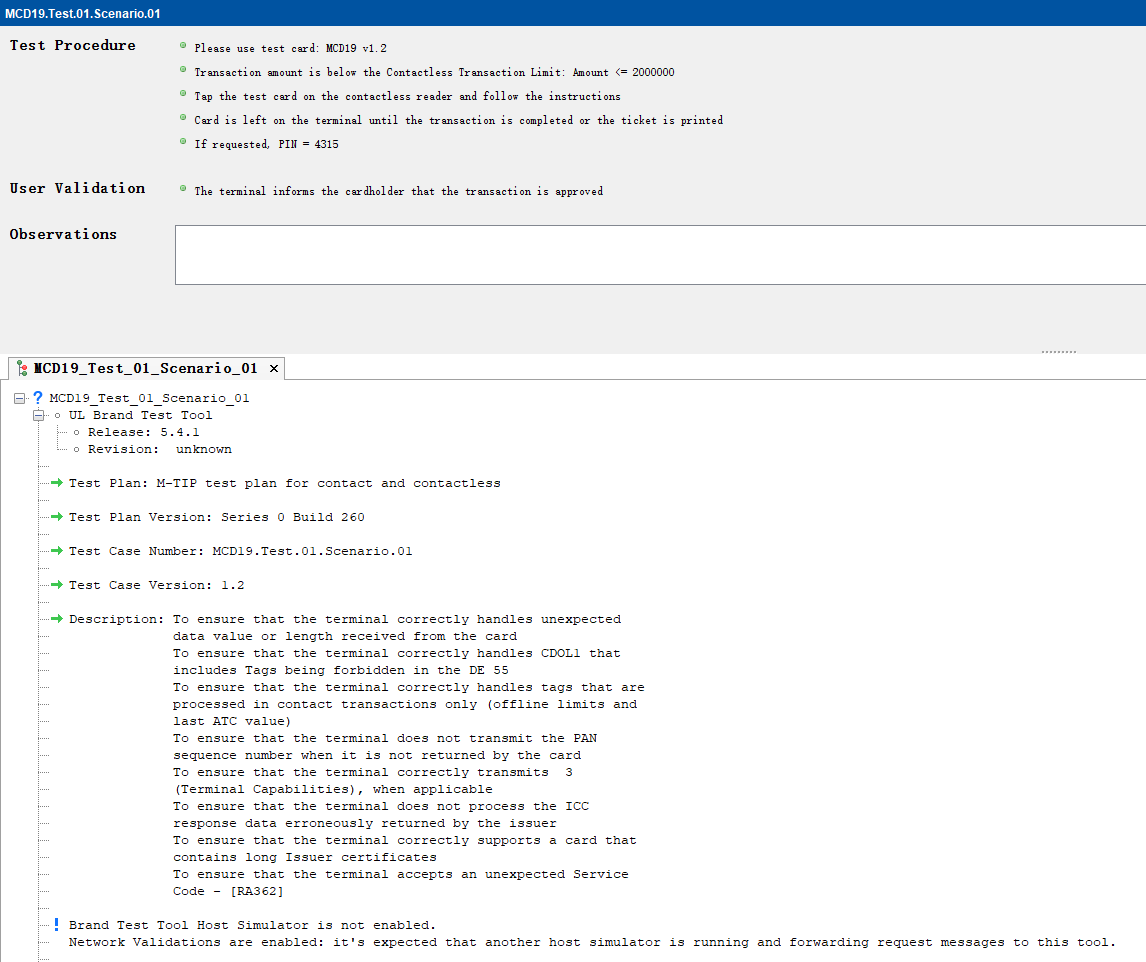 MCD19.Test.01.Scenario.01
Test Procedure
Please use test card: MCD19 v1.2
Transaction amount is below the Contactless Transaction Limit: Amount <= 2000000
Tap the test card on the contactless reader and follow the instructions
Card is left on the terminal until the transaction is completed or the ticket is printed
If requested, PIN = 4315
User Validation
The terminal informs the cardholder that the transaction is approved
Observations
MCD19_Test_01_Scenario_01 ×
? MCD19_Test_01_Scenario_01
UL Brand Test Tool
Release: 5.4.1
Revision: unknown
Test Plan: M-TIP test plan for contact and contactless
Test Plan Version: Series 0 Build 260
Test Case Number: MCD19.Test.01.Scenario.01
Test Case Version: 1.2
Description: To ensure that the terminal correctly handles unexpected
data value or length received from the card
To ensure that the terminal correctly handles CDOL1 that
includes Tags being forbidden in the DE 55
To ensure that the terminal correctly handles tags that are
processed in contact transactions only (offline limits and
last ATC value)
To ensure that the terminal does not transmit the PAN
sequence number when it is not returned by the card
To ensure that the terminal correctly transmits 3
(Terminal Capabilities), when applicable
To ensure that the terminal does not process the ICC
response data erroneously returned by the issuer
To ensure that the terminal correctly supports a card that
contains long Issuer certificates
To ensure that the terminal accepts an unexpected Service
Code - [RA362]
! Brand Test Tool Host Simulator is not enabled.
Network Validations are enabled: it's expected that another host simulator is running and forwarding request messages to this tool.